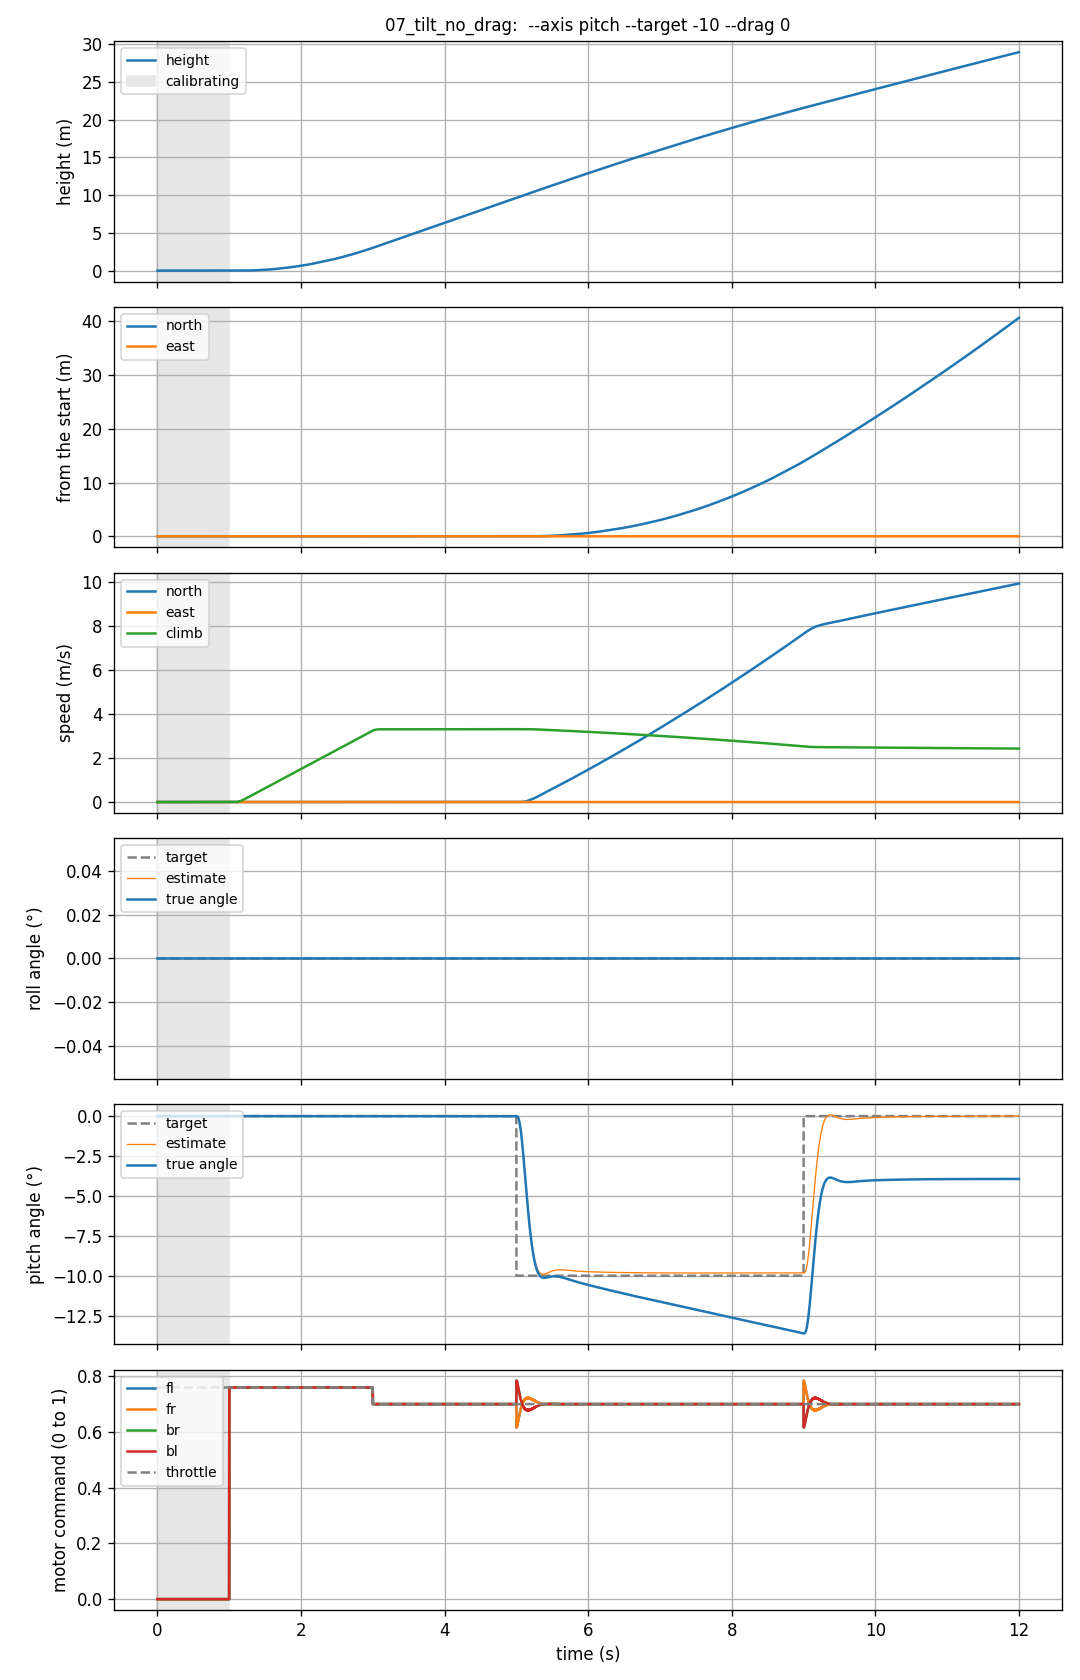 07_tilt_no_drag:  --axis pitch --target -10 --drag 0
height (m)
30
25
20
15
10
5
0
height
calibrating
from the start (m)
40
30
20
10
0
north
east
speed (m/s)
10
8
6
4
2
0
north
east
climb
roll angle (°)
0.04
0.02
0.00
−0.02
−0.04
target
estimate
true angle
pitch angle (°)
0.0
−2.5
−5.0
−7.5
−10.0
−12.5
target
estimate
true angle
motor command (0 to 1)
0.8
0.6
0.4
0.2
0.0
fl
fr
br
bl
throttle
0 2 4 6 8 10 12
time (s)